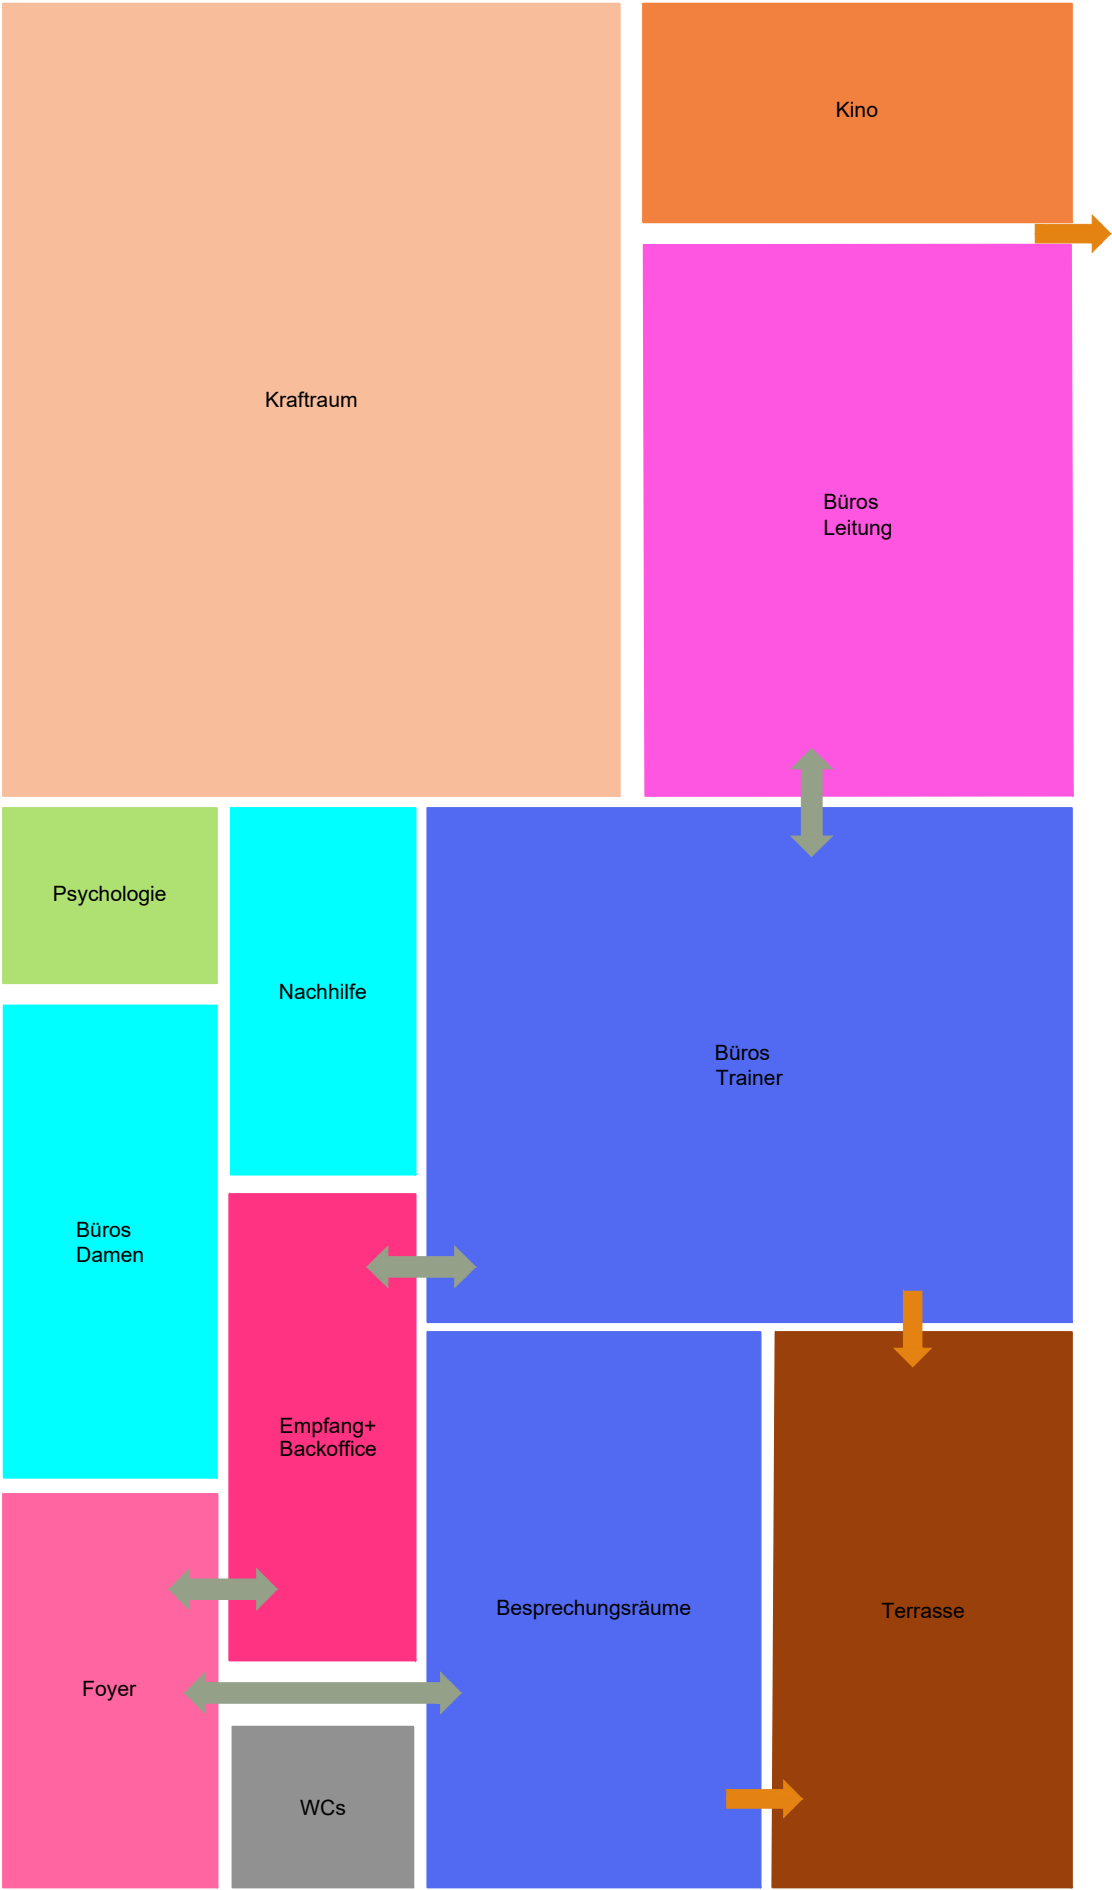 Kino
Kraftraum
Büros
Leitung
Psychologie
Nachhilfe
Büros
Trainer
Büros
Damen
Empfang+
Backoffice
Besprechungsräume
Terrasse
Foyer
WCs